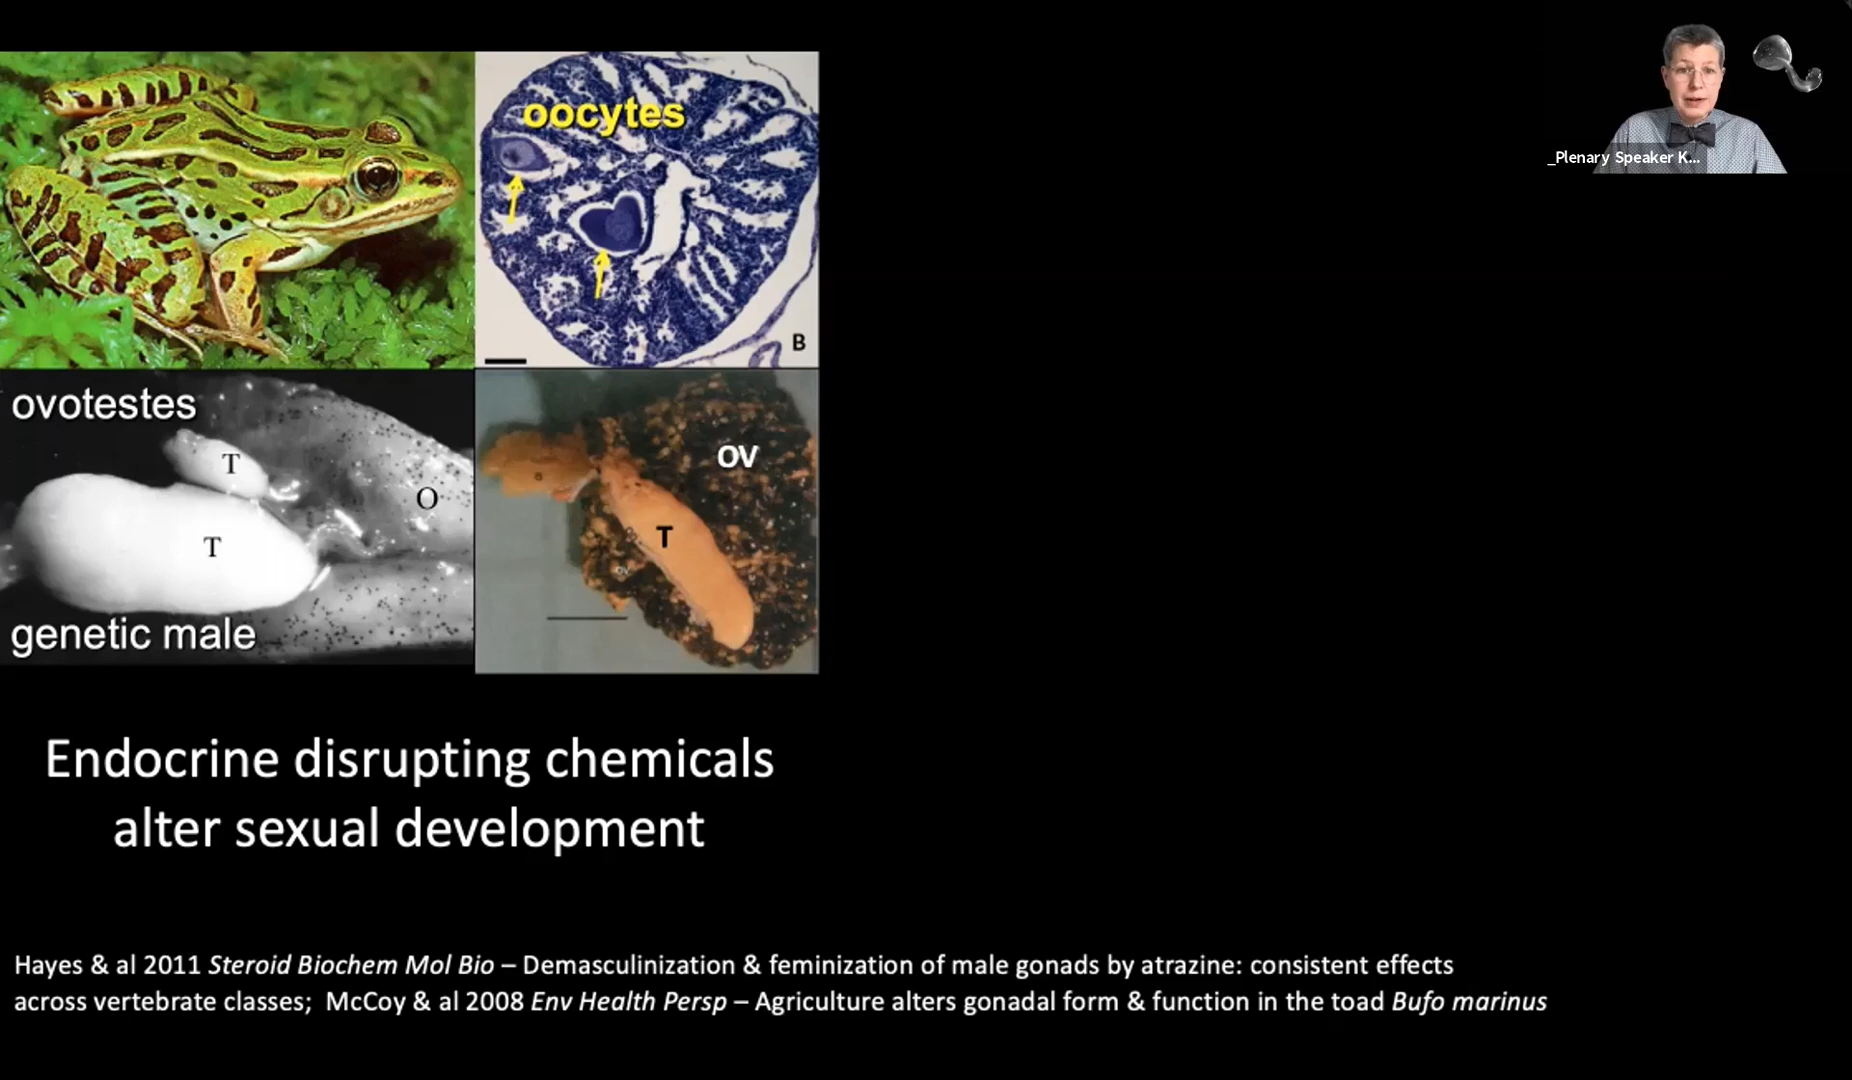 _Plenary Speaker K...
oocytes
B
ovotestes
T
O
T
genetic male
OV
T
Endocrine disrupting chemicals
alter sexual development
Hayes & al 2011 Steroid Biochem Mol Bio – Demasculinization & feminization of male gonads by atrazine: consistent effects
across vertebrate classes; McCoy & al 2008 Env Health Persp – Agriculture alters gonadal form & function in the toad Bufo marinus